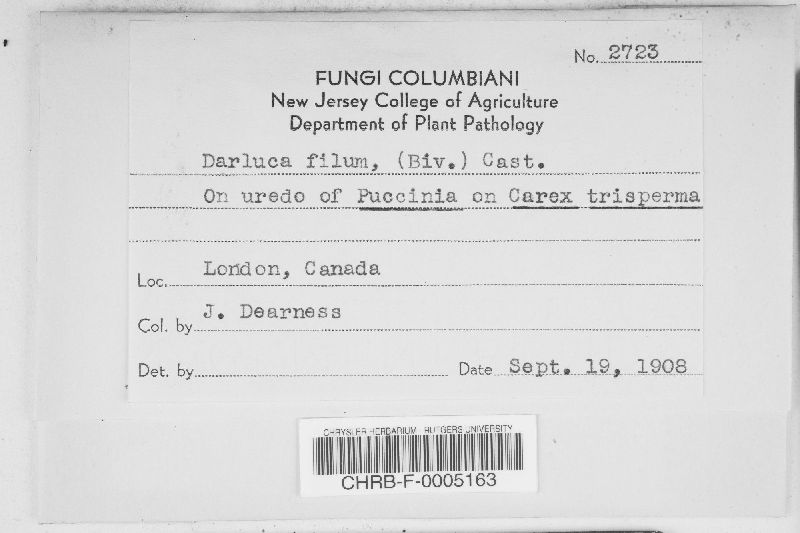 No. 2723
FUNGI COLUMBIANI
New Jersey College of Agriculture
Department of Plant Pathology
Darluca filum, (Biv.) Cast.
On uredo of Puccinia on Carex trisperma
Loc. London, Canada
Col. by J. Dearness
Det. by Date Sept. 19, 1908
CHRYSLER HERBARIUM RUTGERS UNIVERSITY
CHRB-F-0005163